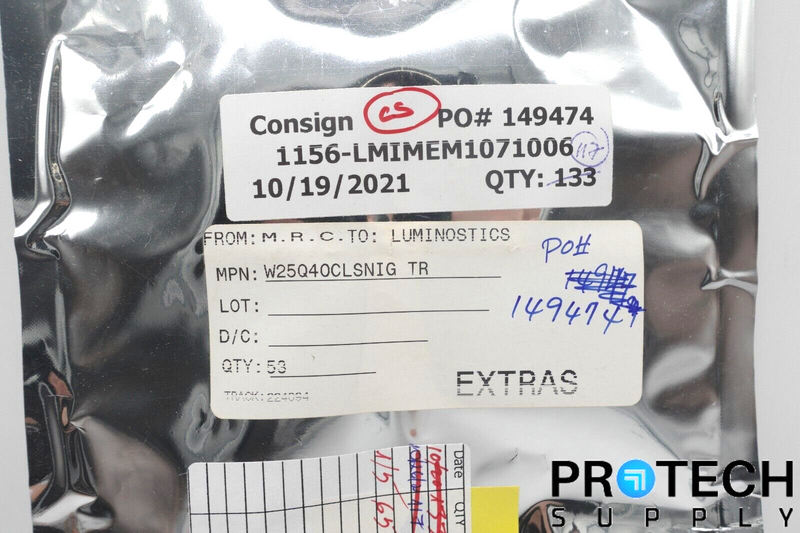 Consign CS PO# 149474
1156-LMIMEM1071006 117
10/19/2021 QTY: 133
FROM: M.R.C. TO: LUMINOSTICS
PO#
MPN: W25Q40CLSNIG TR
LOT:
149474
D/C:
QTY: 53
TRACK: 224094
EXTRAS
Date QTY
PROTECH
SUPPLY